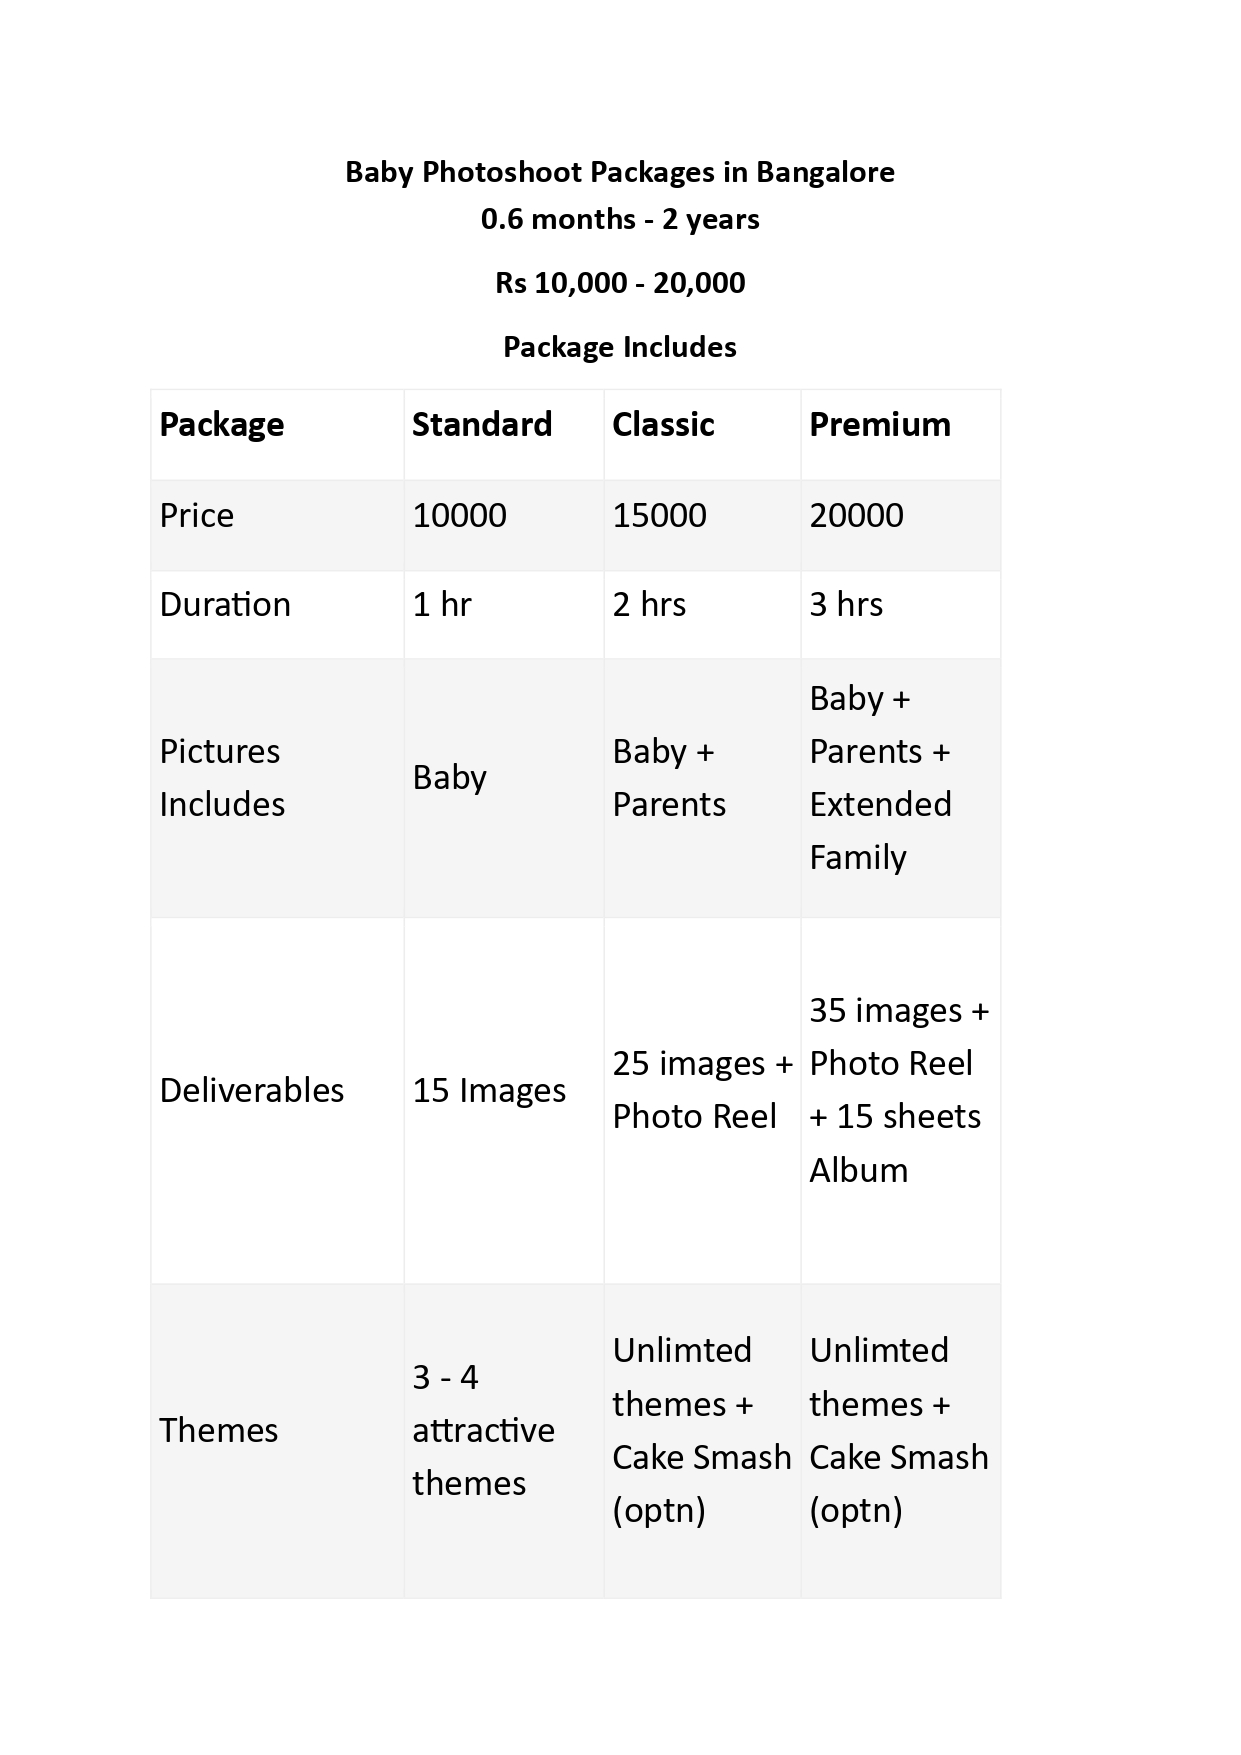 Baby Photoshoot Packages in Bangalore
0.6 months - 2 years
Rs 10,000 - 20,000
Package Includes
Package Standard Classic Premium
Price 10000 15000 20000
Duration 1 hr 2 hrs 3 hrs
Pictures
Includes
Baby
Baby +
Parents
Baby +
Parents +
Extended
Family
Deliverables
15 Images
25 images +
Photo Reel
35 images +
Photo Reel
+ 15 sheets
Album
Themes
3 - 4
attractive
themes
Unlimted
themes +
Cake Smash
(optn)
Unlimted
themes +
Cake Smash
(optn)